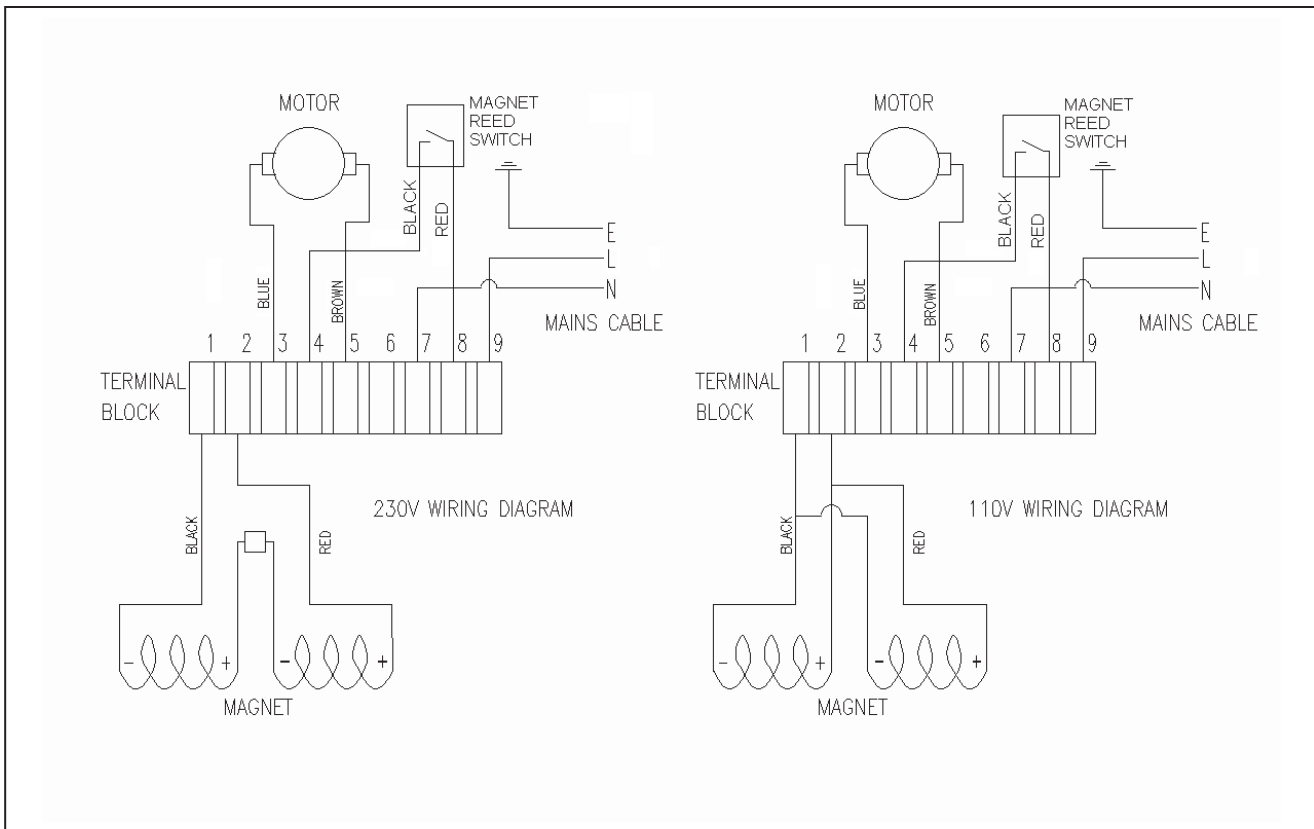 MOTOR
MAGNET
REED
SWITCH
BLACK
RED
E
L
N
BLUE
BROWN
MAINS CABLE
1 2 3 4 5 6 7 8 9
TERMINAL
BLOCK
230V WIRING DIAGRAM
BLACK
RED
- + - +
MAGNET
MOTOR
MAGNET
REED
SWITCH
BLACK
RED
E
L
N
BLUE
BROWN
MAINS CABLE
1 2 3 4 5 6 7 8 9
TERMINAL
BLOCK
110V WIRING DIAGRAM
BLACK
RED
- + - +
MAGNET